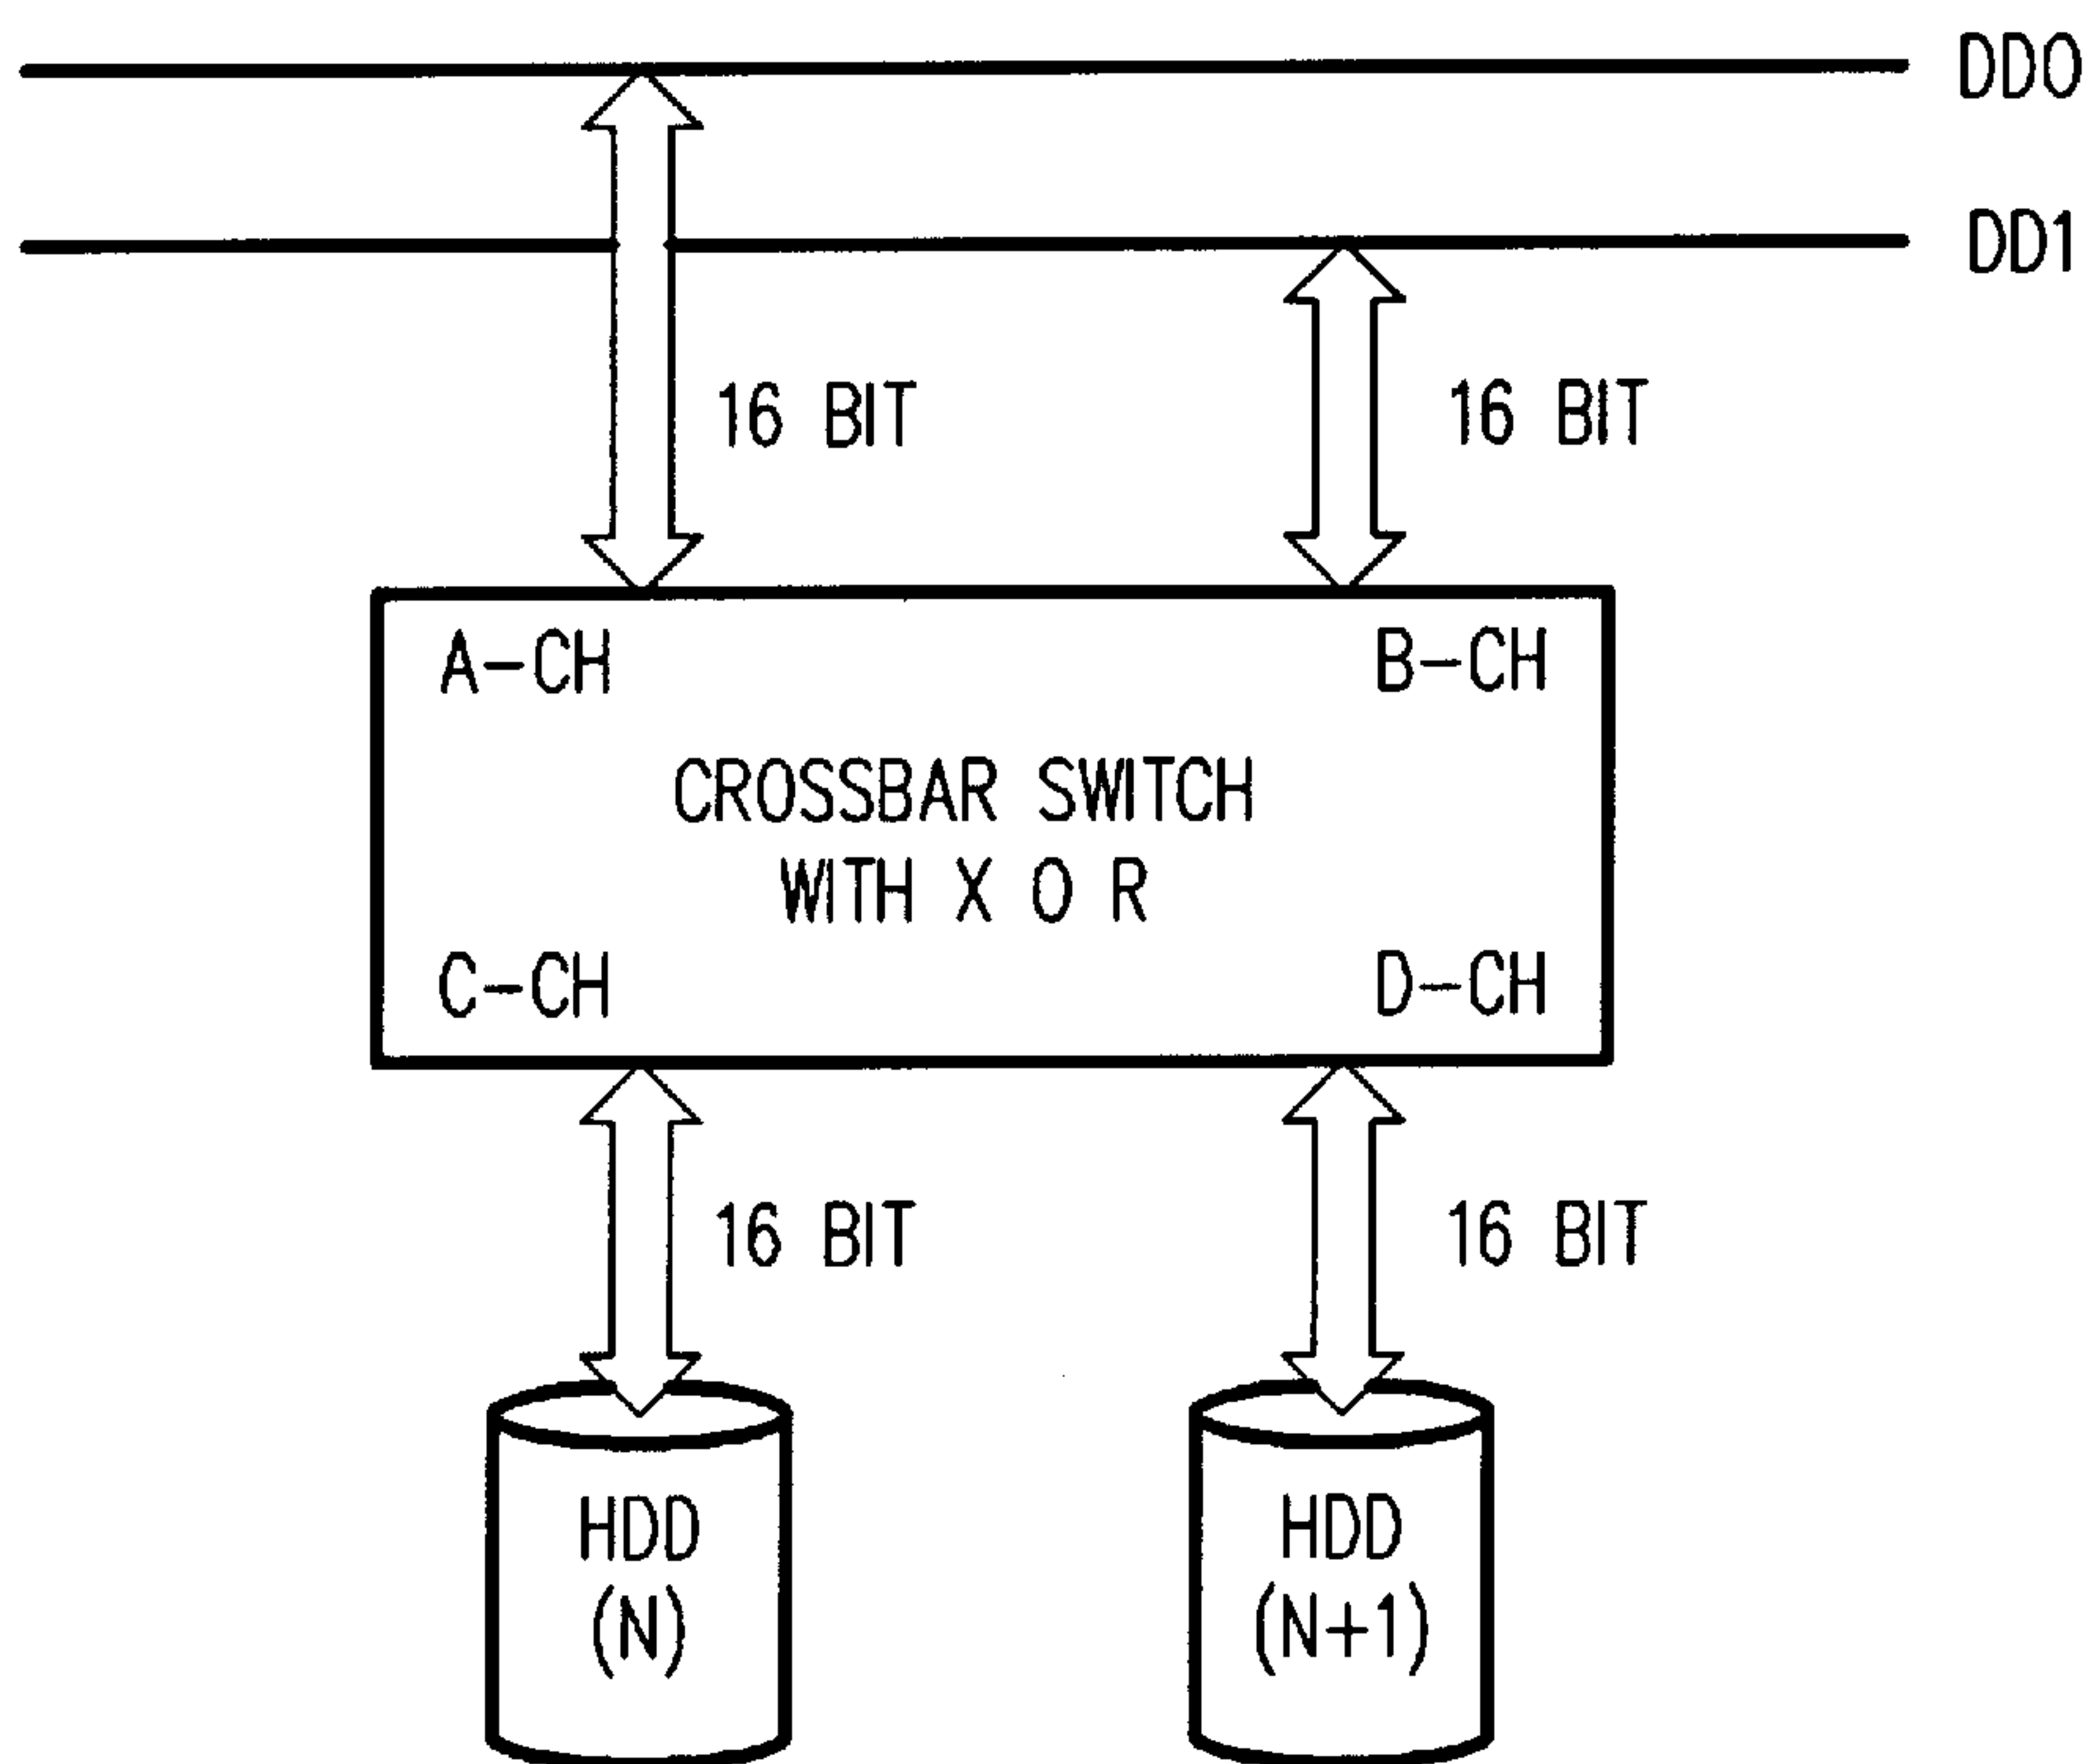 DD0
DD1
16 BIT
16 BIT
A-CH
B-CH
CROSSBAR SWITCH
WITH X O R
C-CH
D-CH
16 BIT
16 BIT
HDD
(N)
HDD
(N+1)